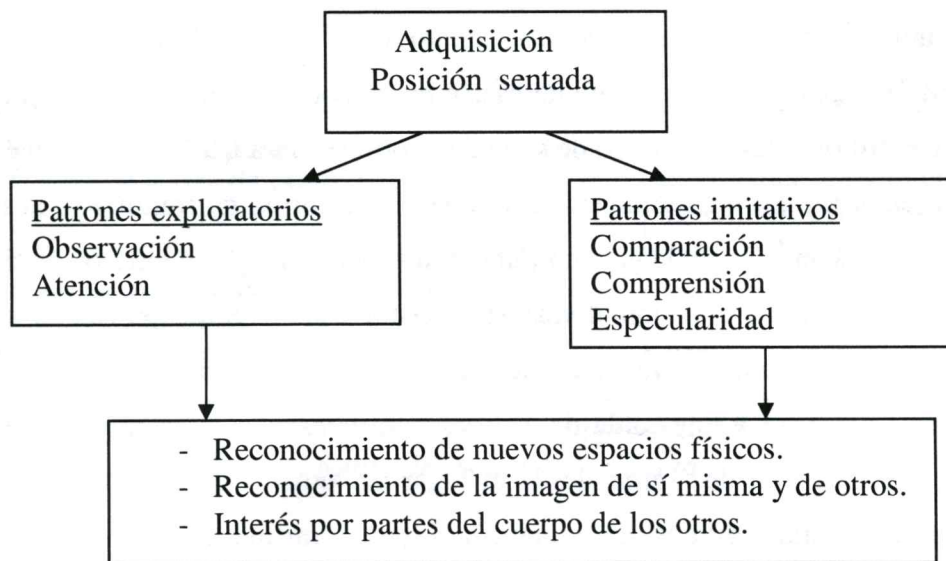 Adquisición
Posición sentada
Patrones exploratorios
Observación
Atención
Patrones imitativos
Comparación
Comprensión
Especularidad
- Reconocimiento de nuevos espacios físicos.
- Reconocimiento de la imagen de sí misma y de otros.
- Interés por partes del cuerpo de los otros.